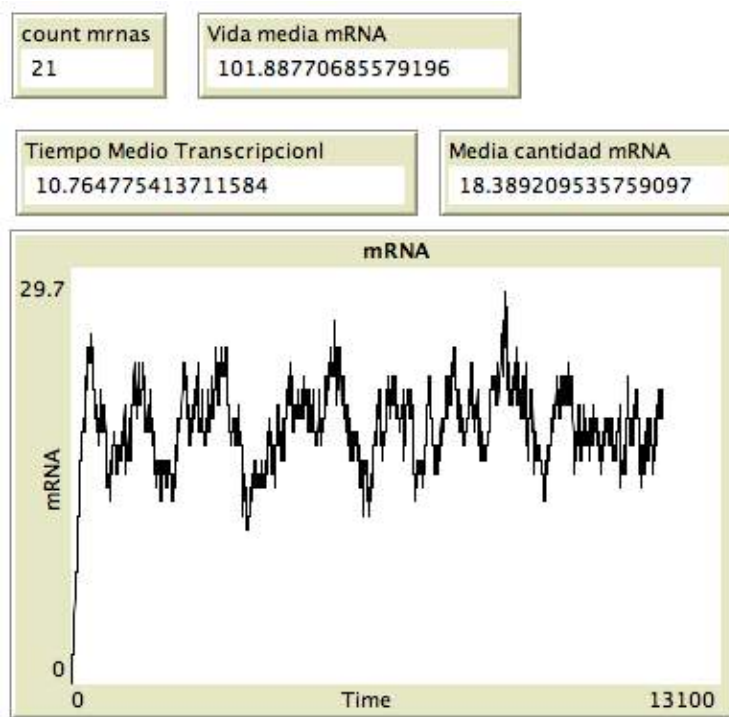 count mrnas
21
Vida media mRNA
101.88770685579196
Tiempo Medio Transcripcionl
10.764775413711584
Media cantidad mRNA
18.389209535759097
mRNA
29.7
mRNA
0
0
Time
13100